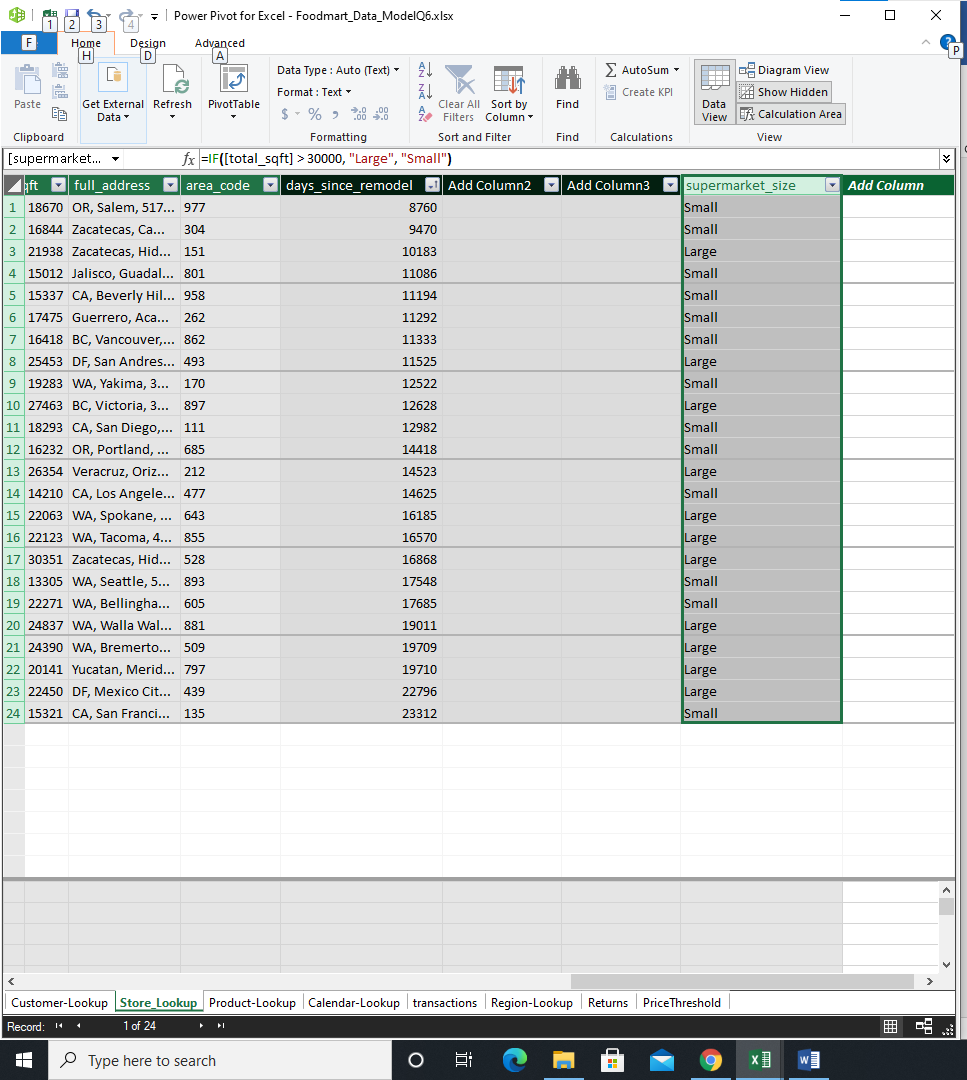 Power Pivot for Excel - Foodmart_Data_ModelQ6.xlsx
1 2 3 4
F Home Design Advanced
H D A P
Paste
Clipboard
Get External Data
Refresh
PivotTable
Data Type : Auto (Text)
Format : Text
$ % , .00 .00
Formatting
Clear All Filters
Sort by Column
Sort and Filter
Find
Find
AutoSum
Create KPI
Calculations
Data View
Diagram View
Show Hidden
Calculation Area
View
[supermarket... fx =IF([total_sqft] > 30000, "Large", "Small")
qft full_address area_code days_since_remodel Add Column2 Add Column3 supermarket_size Add Column
1 18670 OR, Salem, 517... 977 8760 Small
2 16844 Zacatecas, Ca... 304 9470 Small
3 21938 Zacatecas, Hid... 151 10183 Large
4 15012 Jalisco, Guadal... 801 11086 Small
5 15337 CA, Beverly Hil... 958 11194 Small
6 17475 Guerrero, Aca... 262 11292 Small
7 16418 BC, Vancouver,... 862 11333 Small
8 25453 DF, San Andres... 493 11525 Large
9 19283 WA, Yakima, 3... 170 12522 Small
10 27463 BC, Victoria, 3... 897 12628 Large
11 18293 CA, San Diego,... 111 12982 Small
12 16232 OR, Portland, ... 685 14418 Small
13 26354 Veracruz, Oriz... 212 14523 Large
14 14210 CA, Los Angele... 477 14625 Small
15 22063 WA, Spokane, ... 643 16185 Large
16 22123 WA, Tacoma, 4... 855 16570 Large
17 30351 Zacatecas, Hid... 528 16868 Large
18 13305 WA, Seattle, 5... 893 17548 Small
19 22271 WA, Bellingha... 605 17685 Small
20 24837 WA, Walla Wal... 881 19011 Large
21 24390 WA, Bremerto... 509 19709 Large
22 20141 Yucatan, Merid... 797 19710 Large
23 22450 DF, Mexico Cit... 439 22796 Large
24 15321 CA, San Franci... 135 23312 Small
Customer-Lookup Store_Lookup Product-Lookup Calendar-Lookup transactions Region-Lookup Returns PriceThreshold
Record: 1 of 24
Type here to search